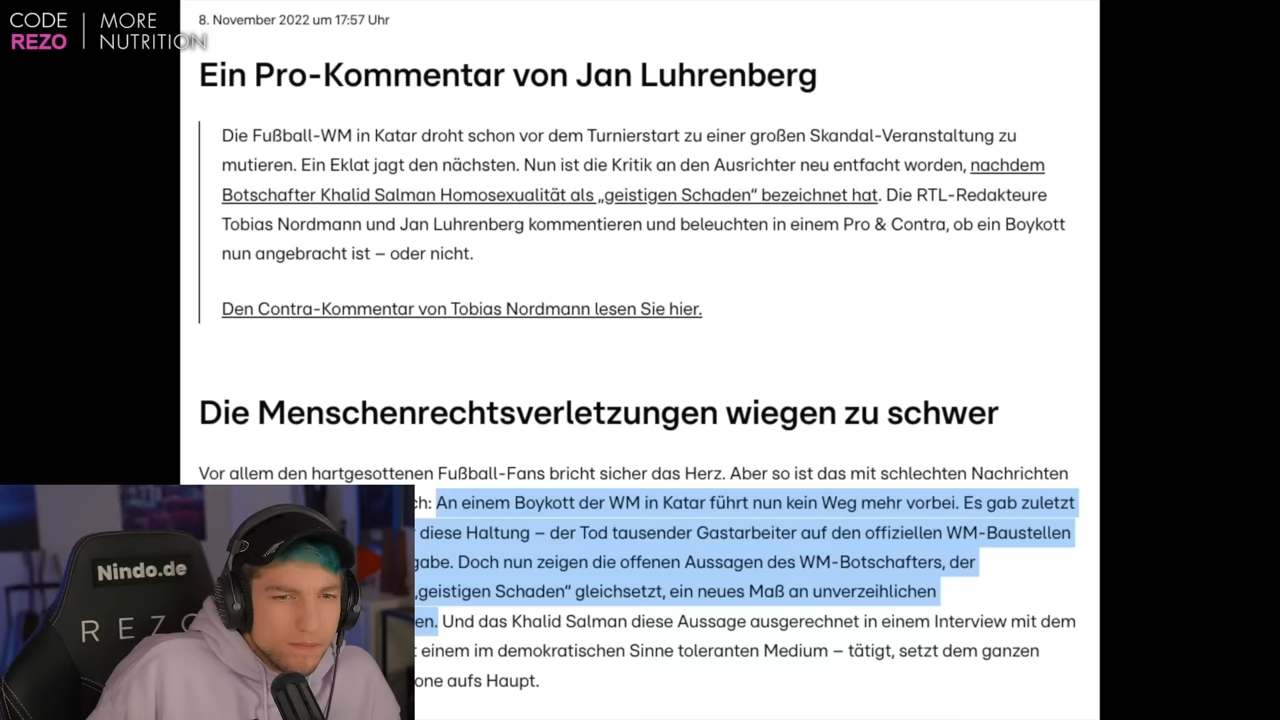 CODE
REZO
MORE
NUTRITION
8. November 2022 um 17:57 Uhr
Ein Pro-Kommentar von Jan Luhrenberg
Die Fußball-WM in Katar droht schon vor dem Turnierstart zu einer großen Skandal-Veranstaltung zu
mutieren. Ein Eklat jagt den nächsten. Nun ist die Kritik an den Ausrichter neu entfacht worden, nachdem
Botschafter Khalid Salman Homosexualität als „geistigen Schaden“ bezeichnet hat. Die RTL-Redakteure
Tobias Nordmann und Jan Luhrenberg kommentieren und beleuchten in einem Pro & Contra, ob ein Boykott
nun angebracht ist – oder nicht.
Den Contra-Kommentar von Tobias Nordmann lesen Sie hier.
Die Menschenrechtsverletzungen wiegen zu schwer
Vor allem den hartgesottenen Fußball-Fans bricht sicher das Herz. Aber so ist das mit schlechten Nachrichten
An einem Boykott der WM in Katar führt nun kein Weg mehr vorbei. Es gab zuletzt
diese Haltung – der Tod tausender Gastarbeiter auf den offiziellen WM-Baustellen
Doch nun zeigen die offenen Aussagen des WM-Botschafters, der
„geistigen Schaden“ gleichsetzt, ein neues Maß an unverzeihlichen
Und das Khalid Salman diese Aussage ausgerechnet in einem Interview mit dem
einem im demokratischen Sinne toleranten Medium – tätigt, setzt dem ganzen
aufs Haupt.
Nindo.de
REZO